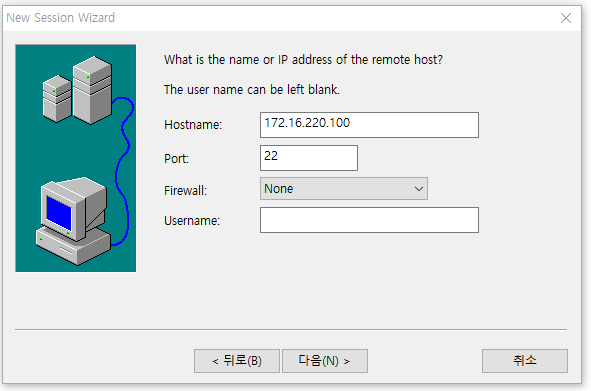 New Session Wizard
What is the name or IP address of the remote host?
The user name can be left blank.
Hostname: 172.16.220.100
Port: 22
Firewall: None
Username:
< 뒤로(B) 다음(N) > 취소